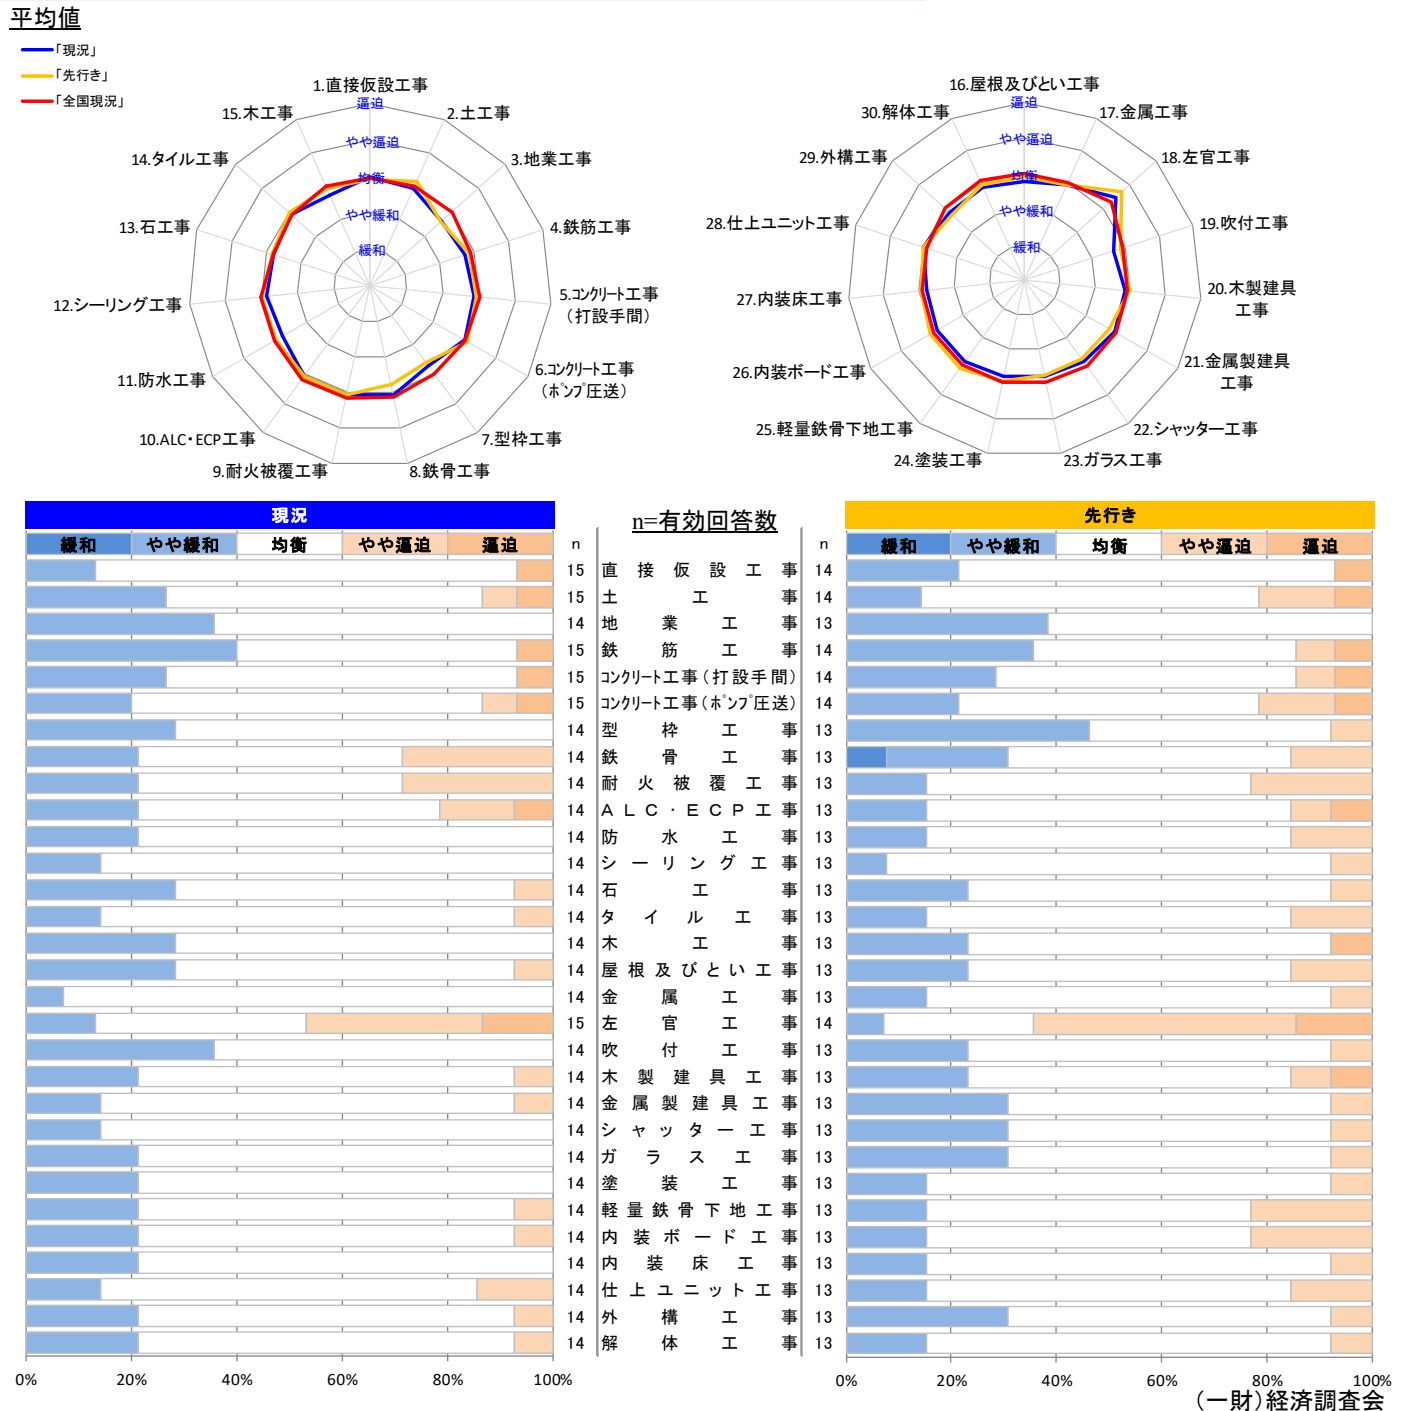 平均値
「現況」
「先行き」
「全国現況」
1.直接仮設工事
2.土工事
3.地業工事
4.鉄筋工事
5.ｺﾝｸﾘｰﾄ工事
(打設手間)
6.ｺﾝｸﾘｰﾄ工事
(ﾎﾟﾝﾌﾟ圧送)
7.型枠工事
8.鉄骨工事
9.耐火被覆工事
10.ALC・ECP工事
11.防水工事
12.シーリング工事
13.石工事
14.タイル工事
15.木工事
逼迫
やや逼迫
均衡
やや緩和
緩和
16.屋根及びとい工事
17.金属工事
18.左官工事
19.吹付工事
20.木製建具
工事
21.金属製建具
工事
22.シャッター工事
23.ガラス工事
24.塗装工事
25.軽量鉄骨下地工事
26.内装ボード工事
27.内装床工事
28.仕上ユニット工事
29.外構工事
30.解体工事
逼迫
やや逼迫
均衡
やや緩和
緩和
現況 n=有効回答数 先行き
緩和 やや緩和 均衡 やや逼迫 逼迫 n n 緩和 やや緩和 均衡 やや逼迫 逼迫
15 直接仮設工事 14
15 土工事 14
14 地業工事 13
15 鉄筋工事 14
15 ｺﾝｸﾘｰﾄ工事(打設手間) 14
15 ｺﾝｸﾘｰﾄ工事(ﾎﾟﾝﾌﾟ圧送) 14
14 型枠工事 13
14 鉄骨工事 13
14 耐火被覆工事 13
14 ALC・ECP工事 13
14 防水工事 13
14 シーリング工事 13
14 石工事 13
14 タイル工事 13
14 木工事 13
14 屋根及びとい工事 13
14 金属工事 13
15 左官工事 14
14 吹付工事 13
14 木製建具工事 13
14 金属製建具工事 13
14 シャッター工事 13
14 ガラス工事 13
14 塗装工事 13
14 軽量鉄骨下地工事 13
14 内装ボード工事 13
14 内装床工事 13
14 仕上ユニット工事 13
14 外構工事 13
14 解体工事 13
0% 20% 40% 60% 80% 100% 0% 20% 40% 60% 80% 100%
(一財)経済調査会